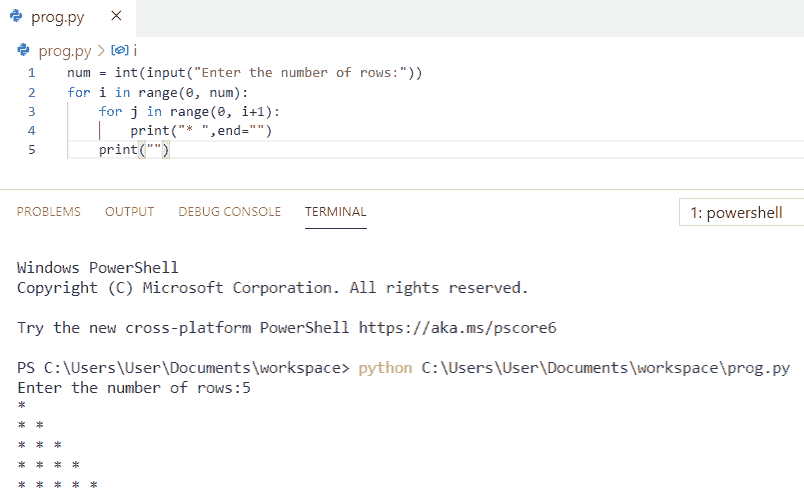 prog.py ×
prog.py > i
1 num = int(input("Enter the number of rows:"))
2 for i in range(0, num):
3     for j in range(0, i+1):
4         print("* ",end="")
5     print("")
PROBLEMS OUTPUT DEBUG CONSOLE TERMINAL 1: powershell
Windows PowerShell
Copyright (C) Microsoft Corporation. All rights reserved.
Try the new cross-platform PowerShell https://aka.ms/pscore6
PS C:\Users\User\Documents\workspace> python C:\Users\User\Documents\workspace\prog.py
Enter the number of rows:5
*
* *
* * *
* * * *
* * * * *